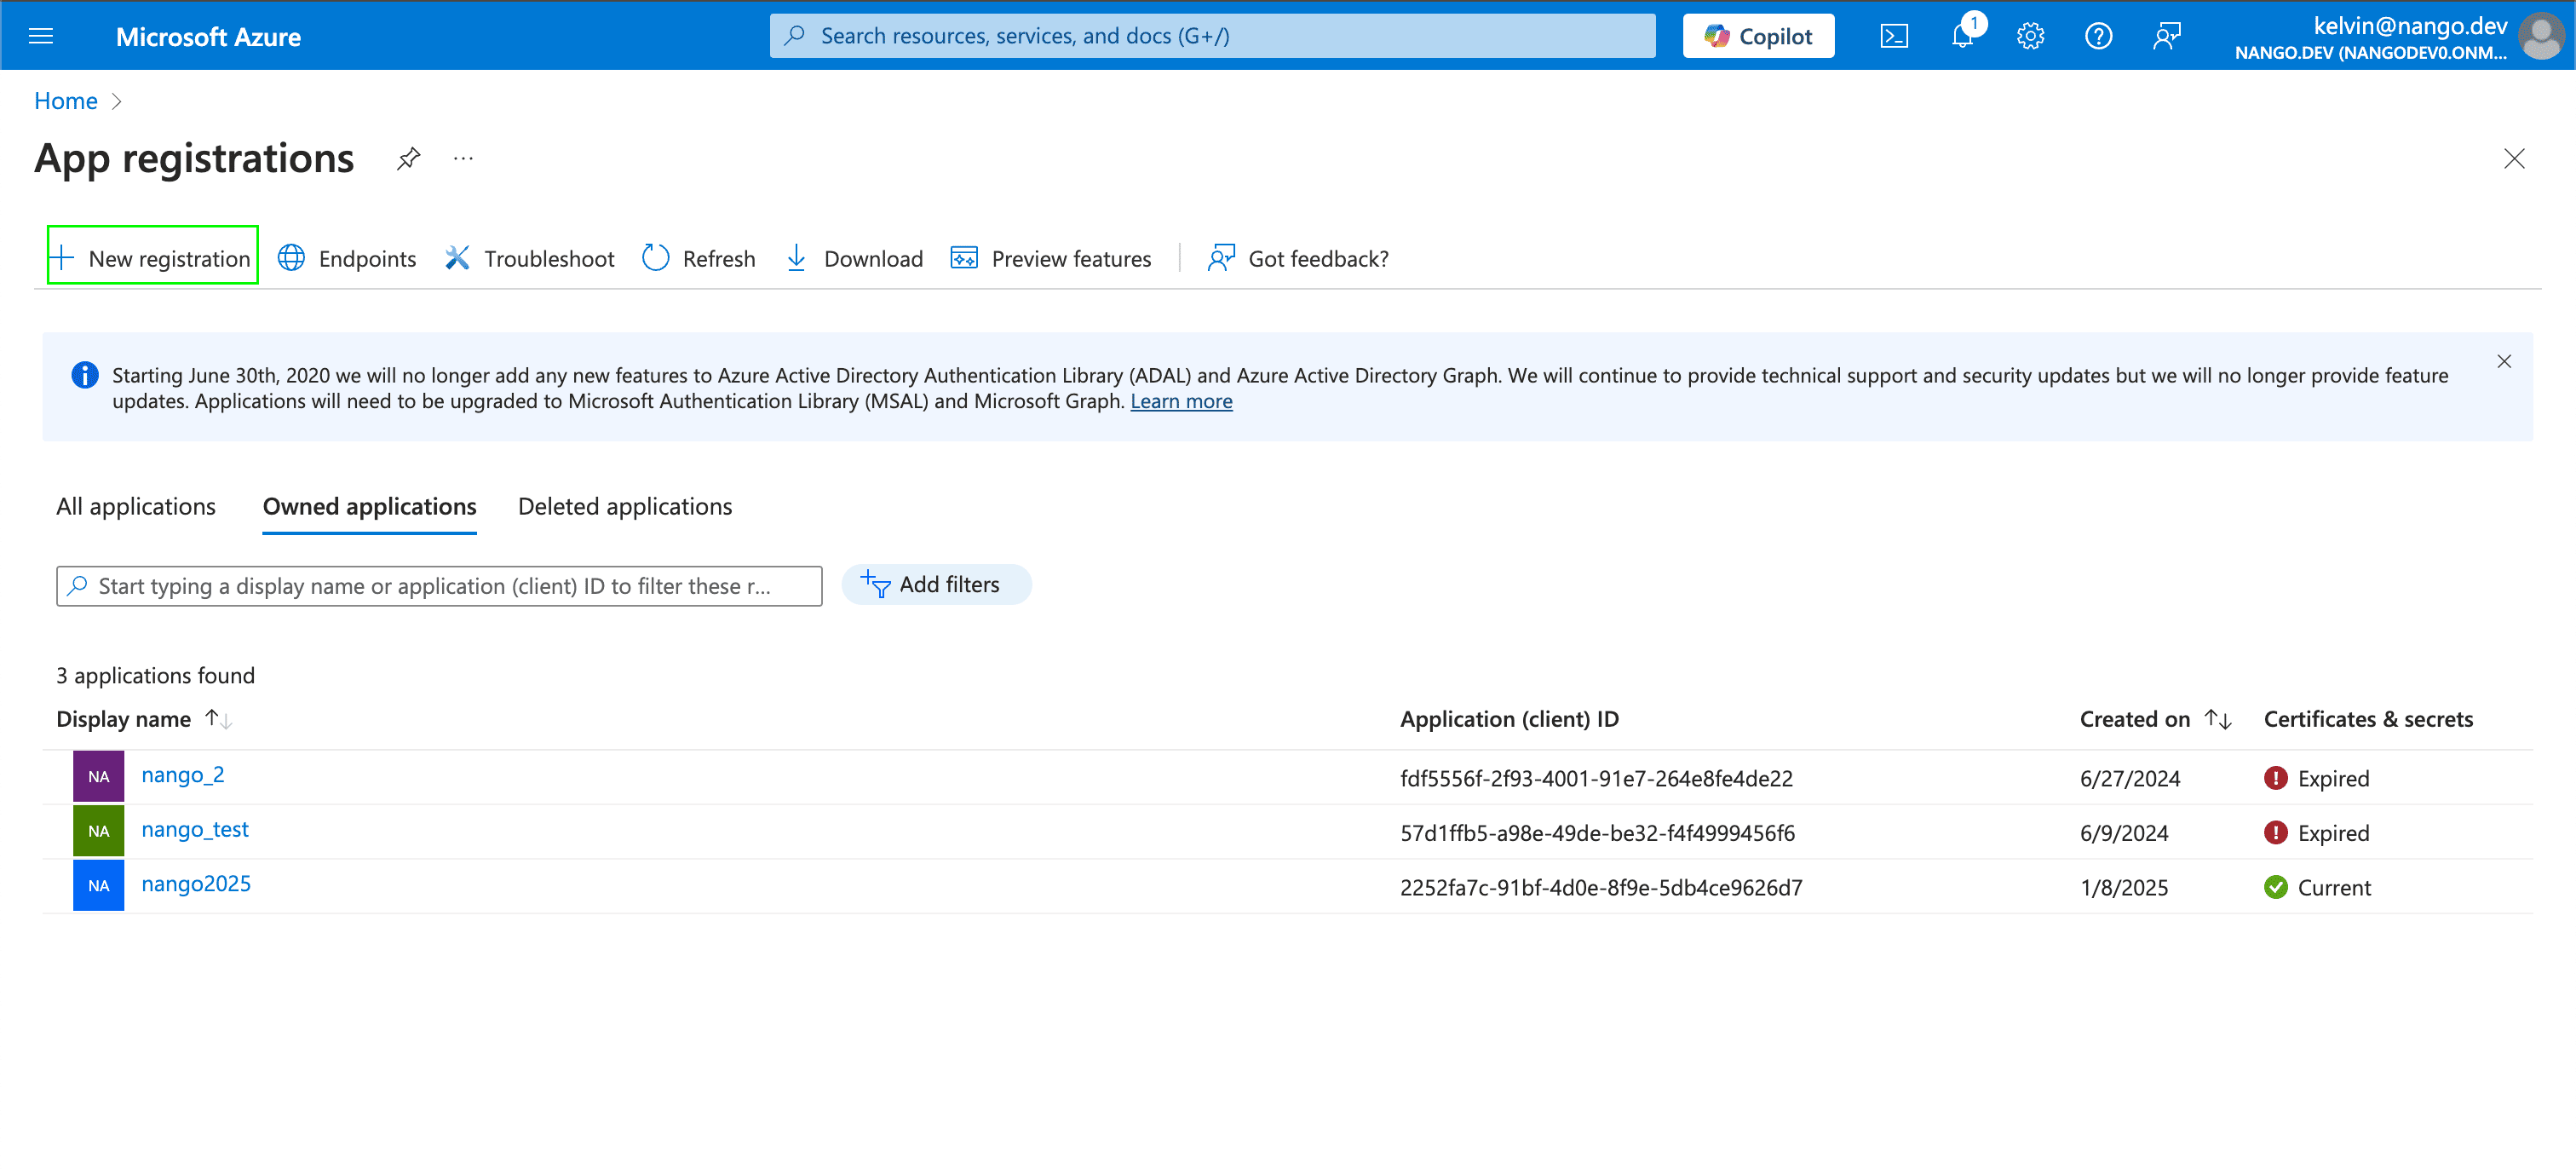 Microsoft Azure
Search resources, services, and docs (G+/)
Copilot
1
kelvin@nango.dev
NANGO.DEV (NANGODEV0.ONM...
Home
App registrations
...
New registration
Endpoints
Troubleshoot
Refresh
Download
Preview features
Got feedback?
Starting June 30th, 2020 we will no longer add any new features to Azure Active Directory Authentication Library (ADAL) and Azure Active Directory Graph. We will continue to provide technical support and security updates but we will no longer provide feature
updates. Applications will need to be upgraded to Microsoft Authentication Library (MSAL) and Microsoft Graph. Learn more
All applications
Owned applications
Deleted applications
Start typing a display name or application (client) ID to filter these r...
Add filters
3 applications found
Display name
Application (client) ID
Created on
Certificates & secrets
NA
nango_2
fdf5556f-2f93-4001-91e7-264e8fe4de22
6/27/2024
Expired
NA
nango_test
57d1ffb5-a98e-49de-be32-f4f4999456f6
6/9/2024
Expired
NA
nango2025
2252fa7c-91bf-4d0e-8f9e-5db4ce9626d7
1/8/2025
Current